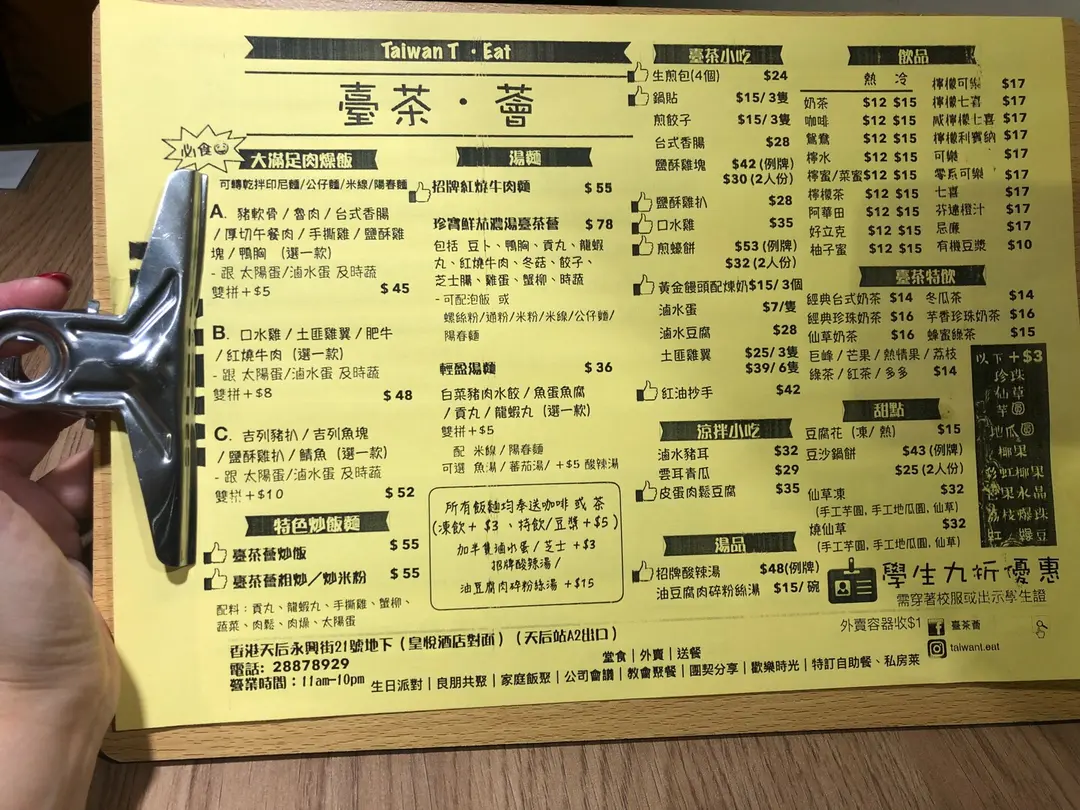 Taiwan T · Eat
臺茶·薈
必食
大滿足肉燥飯
可轉乾拌印尼麵/公仔麵/米線/陽春麵
A. 豬軟骨/魯肉/台式香腸
/厚切午餐肉/手撕雞/鹽酥雞
塊/鴨胸 (選一款)
- 跟 太陽蛋/滷水蛋 及時蔬
雙拼+$5 $ 45
B. 口水雞/土匪雞翼/肥牛
/紅燒牛肉 (選一款)
- 跟 太陽蛋/滷水蛋 及時蔬
雙拼+$8 $ 48
C. 吉列豬扒/吉列魚塊
/鹽酥雞扒/鯖魚 (選一款)
- 跟 太陽蛋/滷水蛋 及時蔬
雙拼+$10 $ 52
特色炒飯麵
臺茶薈炒飯 $ 55
臺茶薈粗炒/炒米粉 $ 55
配料:貢丸、龍蝦丸、手撕雞、蟹柳、
蔬菜、肉鬆、肉燥、太陽蛋
湯麵
招牌紅燒牛肉麵 $ 55
珍寶鮮茄濃湯臺茶薈 $ 78
包括 豆卜、鴨胸、貢丸、龍蝦
丸、紅燒牛肉、冬菇、餃子、
芝士腸、雞蛋、蟹柳、時蔬
- 可配泡飯 或
螺絲粉/通粉/米粉/米線/公仔麵/
陽春麵
輕盈湯麵 $ 36
白菜豬肉水餃/魚蛋魚腐
/貢丸/龍蝦丸 (選一款)
雙拼+$5
配 米線/陽春麵
可選 魚湯/蕃茄湯/+$5 酸辣湯
所有飯麵均奉送咖啡 或 茶
(凍飲+ $3 、特飲/豆漿+$5)
加半隻滷水蛋/芝士+$3
招牌酸辣湯/
油豆腐肉碎粉絲湯 +$15
臺茶小吃
生煎包(4個) $24
鍋貼 $15/ 3隻
煎餃子 $15/ 3隻
台式香腸 $28
鹽酥雞塊 $42 (例牌)
$30 (2人份)
鹽酥雞扒 $28
口水雞 $35
煎蠔餅 $53 (例牌)
$32 (2人份)
黃金饅頭配煉奶 $15/ 3個
滷水蛋 $7/隻
滷水豆腐 $28
土匪雞翼 $25/ 3隻
$39/ 6隻
紅油抄手 $42
涼拌小吃
滷水豬耳 $32
雲耳青瓜 $29
皮蛋肉鬆豆腐 $35
湯品
招牌酸辣湯 $48(例牌)
油豆腐肉碎粉絲湯 $15/ 碗
飲品
熱 冷
奶茶 $12 $15
咖啡 $12 $15
鴛鴦 $12 $15
檸水 $12 $15
檸蜜/菜蜜 $12 $15
檸檬茶 $12 $15
阿華田 $12 $15
好立克 $12 $15
柚子蜜 $12 $15
檸檬可樂 $17
檸檬七喜 $17
咸檸檬七喜 $17
檸檬利賓納 $17
可樂 $17
零系可樂 $17
七喜 $17
芬達橙汁 $17
忌廉 $17
有機豆漿 $10
臺茶特飲
經典台式奶茶 $14 冬瓜茶 $14
經典珍珠奶茶 $16 芋香珍珠奶茶 $16
仙草奶茶 $16 蜂蜜綠茶 $15
巨峰/芒果/熱情果/荔枝
綠茶/紅茶/多多 $14
以下+$3
珍珠
仙草
芋圓
地瓜圓
椰果
彩虹椰果
果水晶
荔枝爆珠
甜點
豆腐花 (凍/熱) $15
豆沙鍋餅 $43 (例牌)
$25 (2人份)
仙草凍 $32
(手工芋圓,手工地瓜圓,仙草)
燒仙草 $32
(手工芋圓,手工地瓜圓,仙草)
學生九折優惠
需穿著校服或出示學生證
外賣容器收$1
臺茶薈
taiwant.eat
香港天后永興街21號地下 (皇悅酒店對面) (天后站A2出口)
電話: 28878929
營業時間:11am-10pm
堂食|外賣|送餐
生日派對|良朋共聚|家庭飯聚|公司會議|教會聚餐|團契分享|歡樂時光|特訂自助餐、私房菜